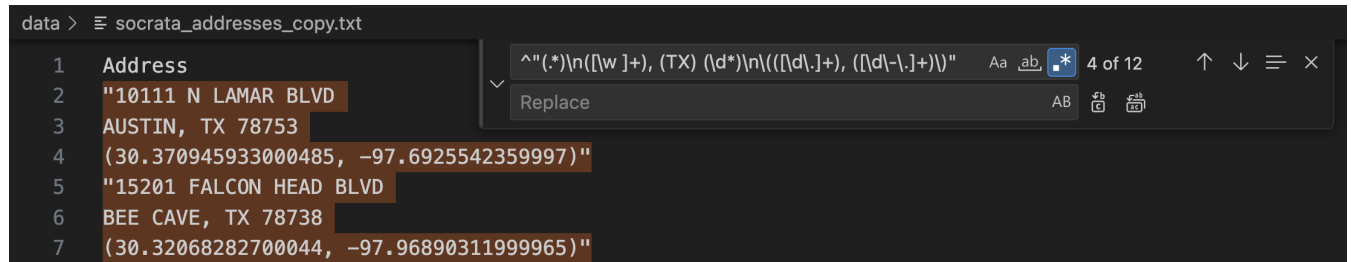 data > socrata_addresses_copy.txt
^"(.*)\n([\w ]+), (TX) (\d*)\n\(([\d\.]+), ([\d\-\.]+)\)" Aa ab .* 4 of 12
Replace AB
1 Address
2 "10111 N LAMAR BLVD
3 AUSTIN, TX 78753
4 (30.370945933000485, -97.6925542359997)"
5 "15201 FALCON HEAD BLVD
6 BEE CAVE, TX 78738
7 (30.32068282700044, -97.96890311999965)"